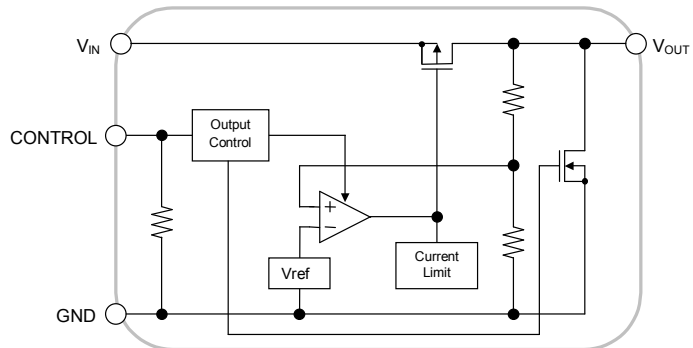 VIN
VOUT
CONTROL
Output
Control
+
−
Vref
Current
Limit
GND